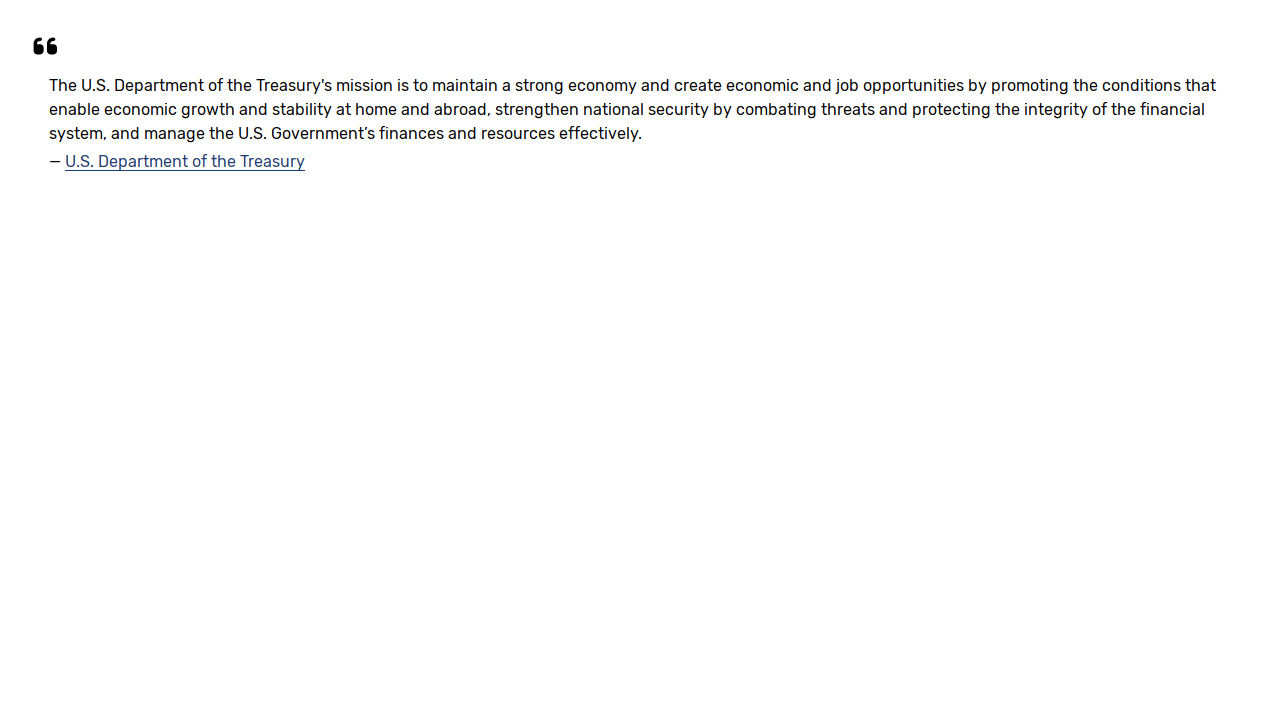 ❝
The U.S. Department of the Treasury's mission is to maintain a strong economy and create economic and job opportunities by promoting the conditions that
enable economic growth and stability at home and abroad, strengthen national security by combating threats and protecting the integrity of the financial
system, and manage the U.S. Government’s finances and resources effectively.
— U.S. Department of the Treasury